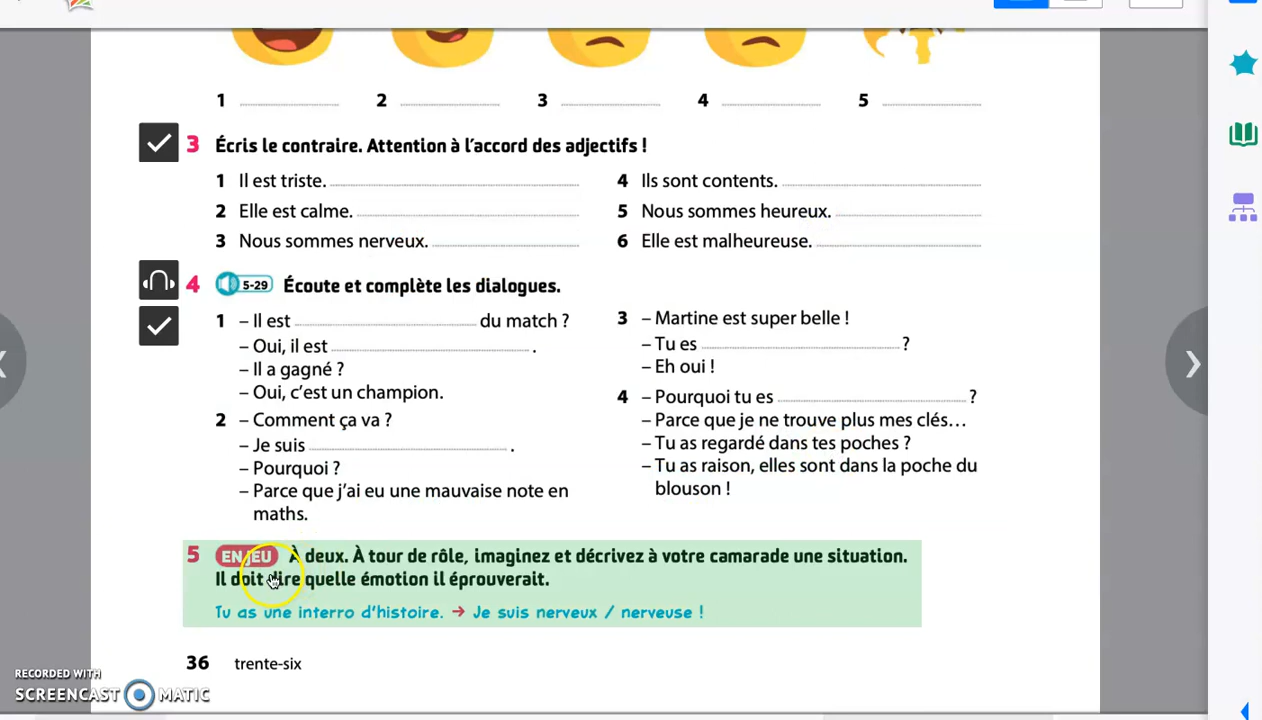 1 2 3 4 5
3 Écris le contraire. Attention à l'accord des adjectifs !
1 Il est triste.
2 Elle est calme.
3 Nous sommes nerveux.
4 Ils sont contents.
5 Nous sommes heureux.
6 Elle est malheureuse.
4 5-29 Écoute et complète les dialogues.
1 – Il est du match ?
– Oui, il est .
– Il a gagné ?
– Oui, c'est un champion.
2 – Comment ça va ?
– Je suis .
– Pourquoi ?
– Parce que j'ai eu une mauvaise note en
maths.
3 – Martine est super belle !
– Tu es ?
– Eh oui !
4 – Pourquoi tu es ?
– Parce que je ne trouve plus mes clés…
– Tu as regardé dans tes poches ?
– Tu as raison, elles sont dans la poche du
blouson !
5 EN JEU À deux. À tour de rôle, imaginez et décrivez à votre camarade une situation.
Il doit dire quelle émotion il éprouverait.
Tu as une interro d'histoire. → Je suis nerveux / nerveuse !
36 trente-six
RECORDED WITH
SCREENCAST MATIC